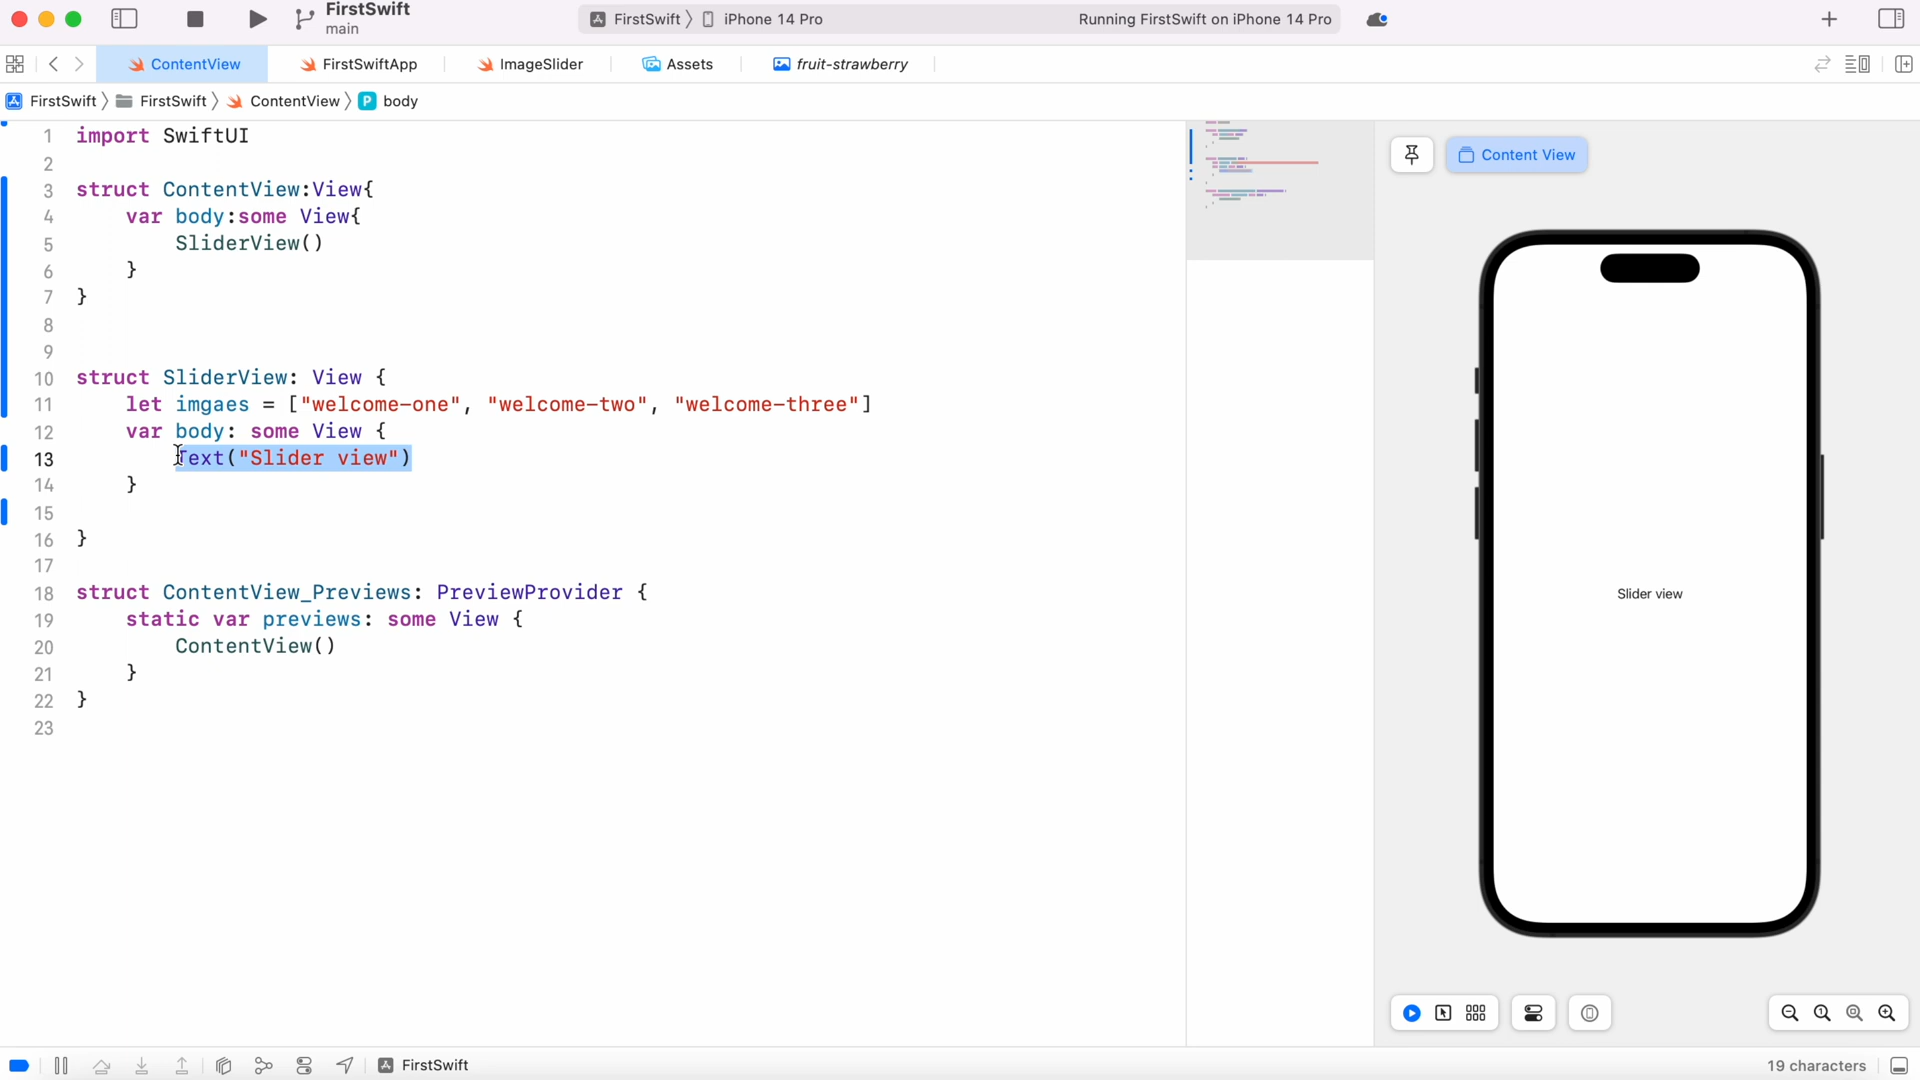 FirstSwift
main
FirstSwift 〉 iPhone 14 Pro
Running FirstSwift on iPhone 14 Pro
ContentView
FirstSwiftApp
ImageSlider
Assets
fruit-strawberry
FirstSwift 〉 FirstSwift 〉 ContentView 〉 P body
1 import SwiftUI
2
3 struct ContentView:View{
4     var body:some View{
5         SliderView()
6     }
7 }
8
9
10 struct SliderView: View {
11     let imgaes = ["welcome-one", "welcome-two", "welcome-three"]
12     var body: some View {
13         Text("Slider view")
14     }
15
16 }
17
18 struct ContentView_Previews: PreviewProvider {
19     static var previews: some View {
20         ContentView()
21     }
22 }
23
Content View
Slider view
FirstSwift
19 characters